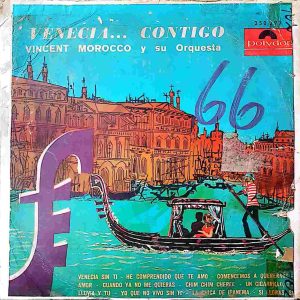 VENECIA... CONTIGO
VINCENT MOROCCO y su Orquesta
Polydor
66
VENECIA SIN TI - HE COMPRENDIDO QUE TE AMO - COMENCEMOS A QUERERNOS
AMOR - CUANDO YA NO ME QUIERAS - CHIM CHIM CHEREE - UN CIGARRILLO,
LLUVIA Y TU - YO QUE NO VIVO SIN TI - LA CHICA DE IPANEMA - SI LLORAS,